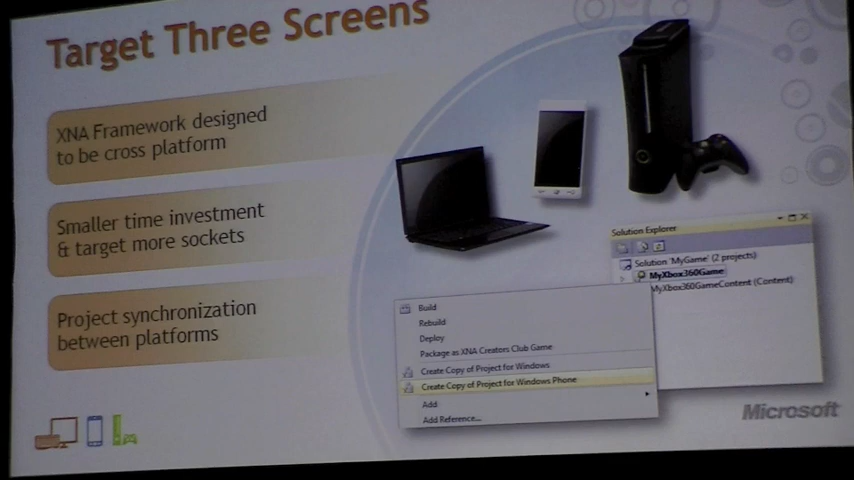 Target Three Screens
XNA Framework designed
to be cross platform
Smaller time investment
& target more sockets
Project synchronization
between platforms
Solution Explorer
Solution 'MyGame' (2 projects)
MyXbox360Game
MyXbox360GameContent (Content)
Build
Rebuild
Deploy
Package as XNA Creators Club Game
Create Copy of Project for Windows
Create Copy of Project for Windows Phone
Add
Add Reference...
Microsoft